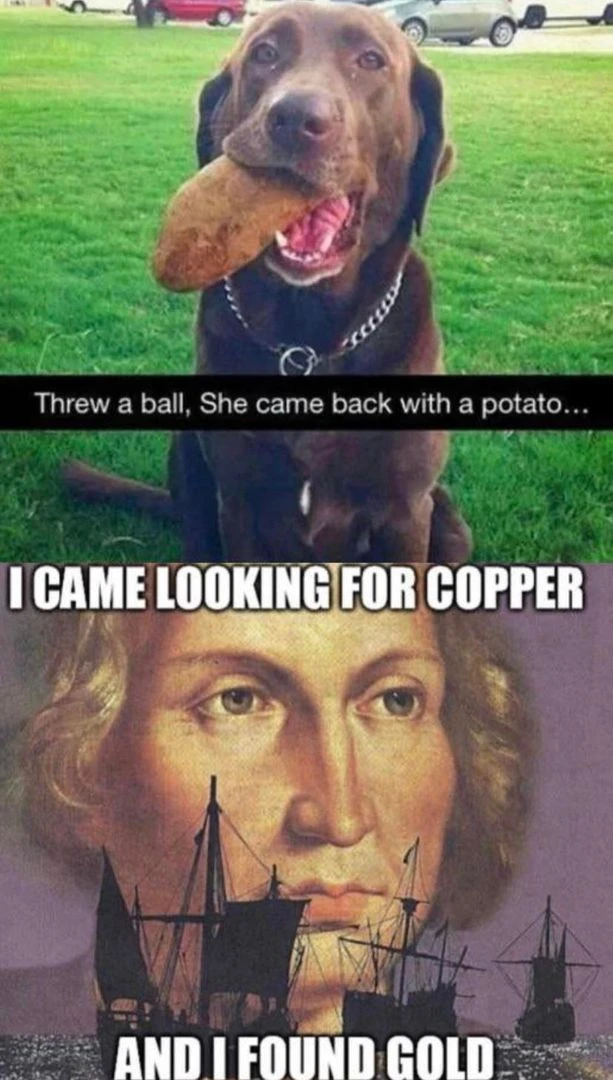 Threw a ball, She came back with a potato...
I CAME LOOKING FOR COPPER
AND I FOUND GOLD